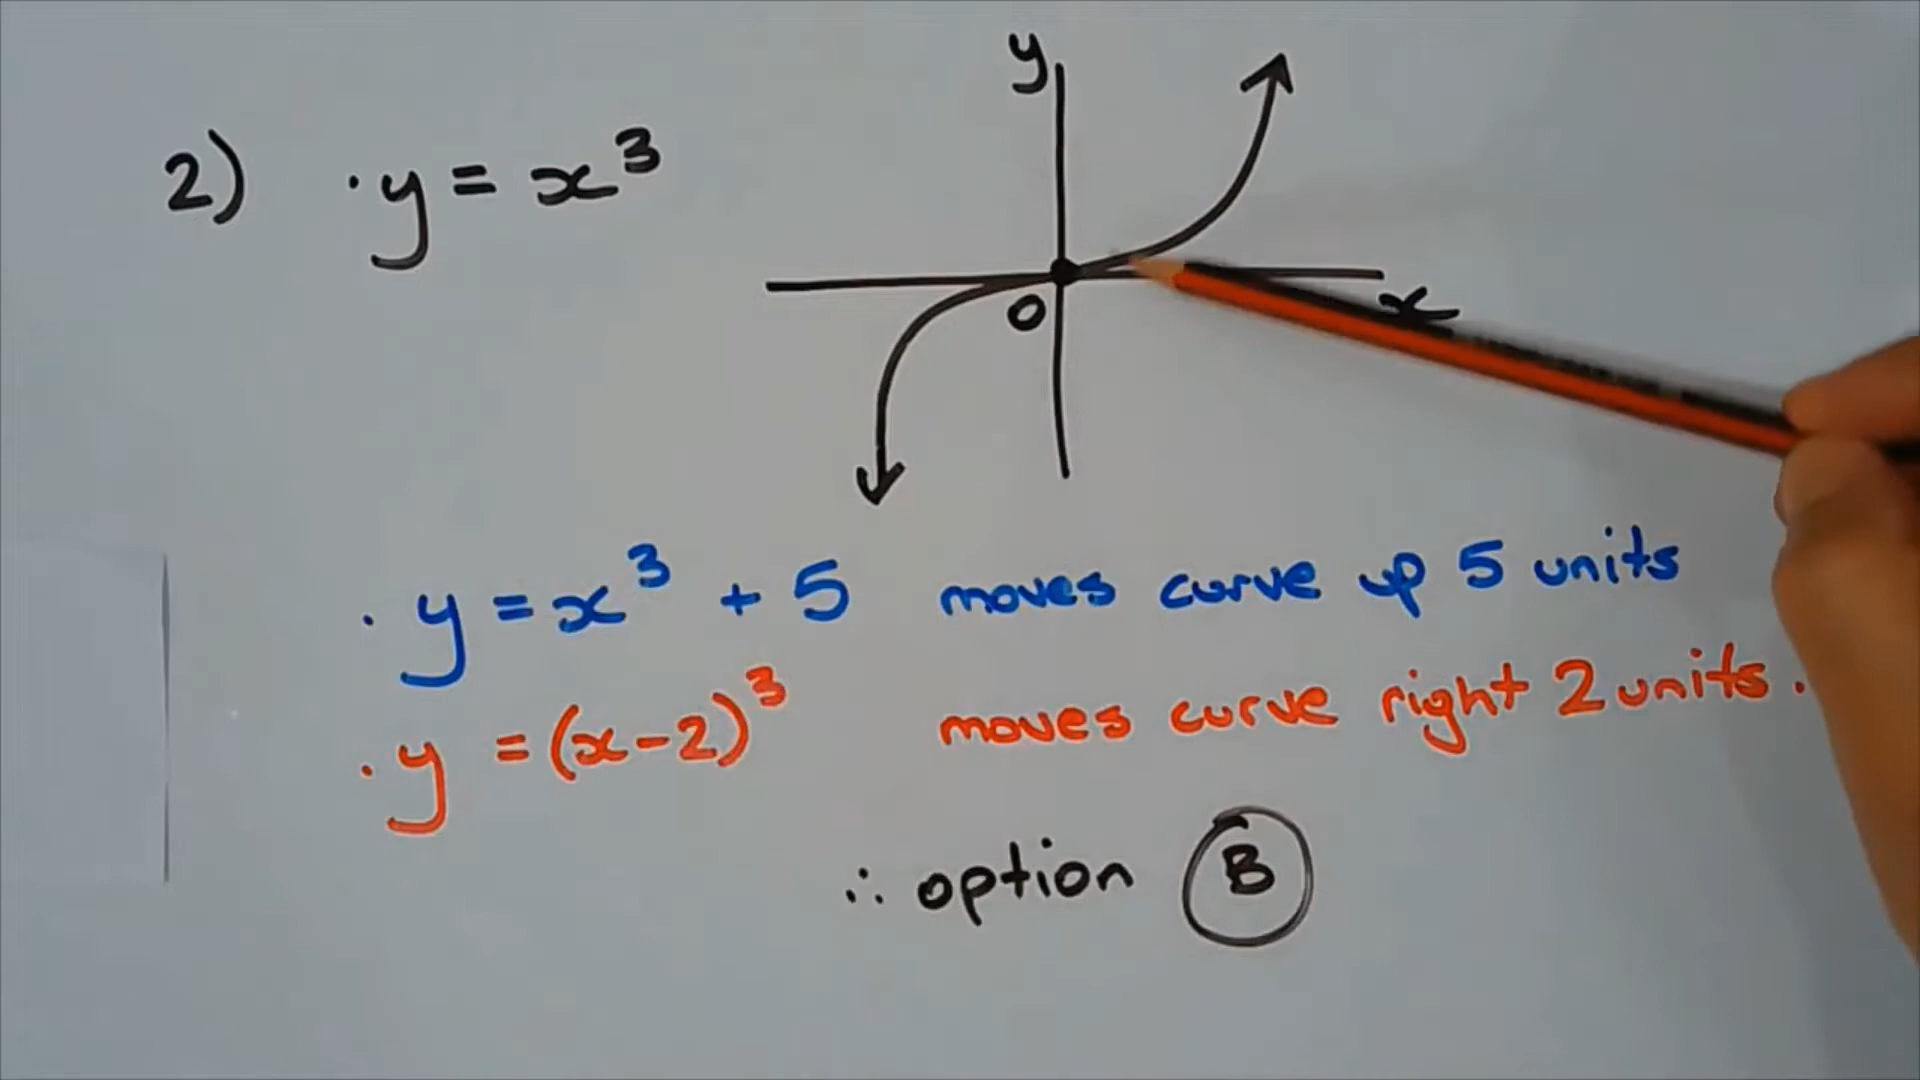 y
2) · y = x³
x
0
· y = x³ + 5 moves curve up 5 units
· y = (x-2)³ moves curve right 2 units.
∴ option B